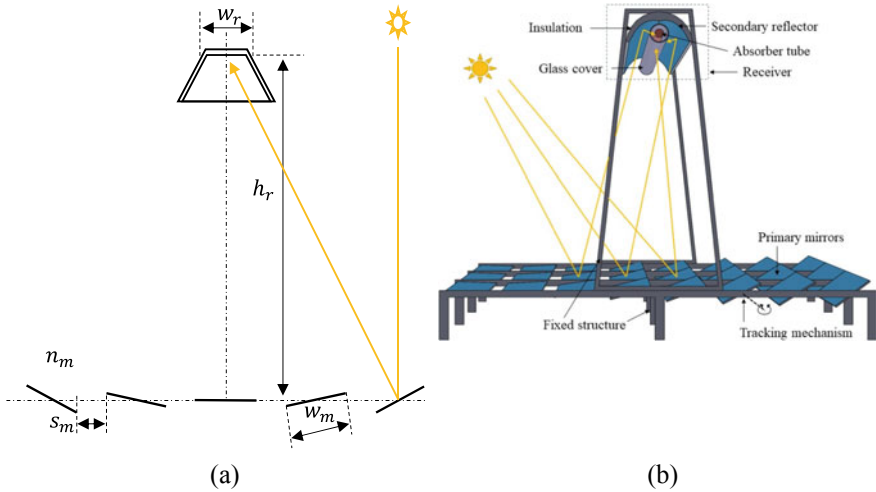 w_r
h_r
n_m
s_m
w_m
(a)
Insulation
Secondary reflector
Absorber tube
Glass cover
Receiver
Primary mirrors
Fixed structure
Tracking mechanism
(b)